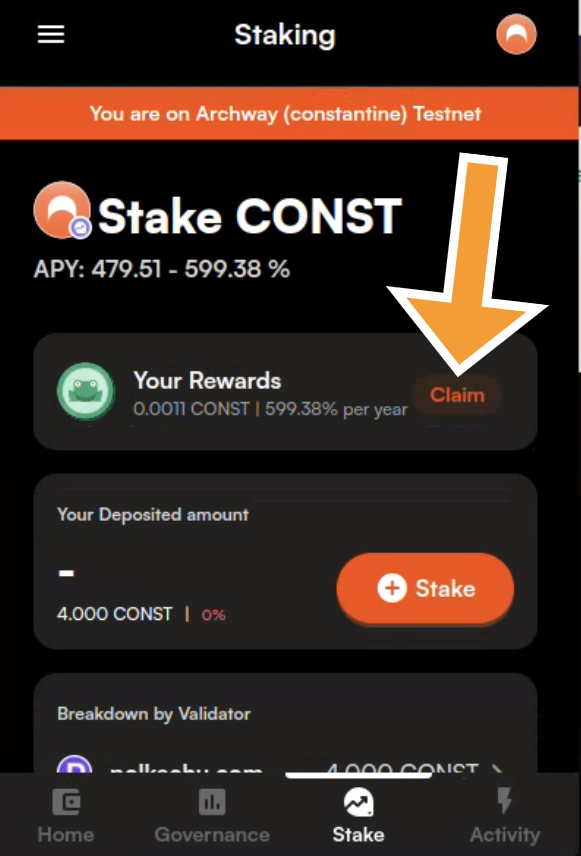 Staking
You are on Archway (constantine) Testnet
Stake CONST
APY: 479.51 - 599.38 %
Your Rewards
0.0011 CONST | 599.38% per year
Claim
Your Deposited amount
-
4.000 CONST | 0%
Stake
Breakdown by Validator
polkachu.com 4.000 CONST
Home Governance Stake Activity